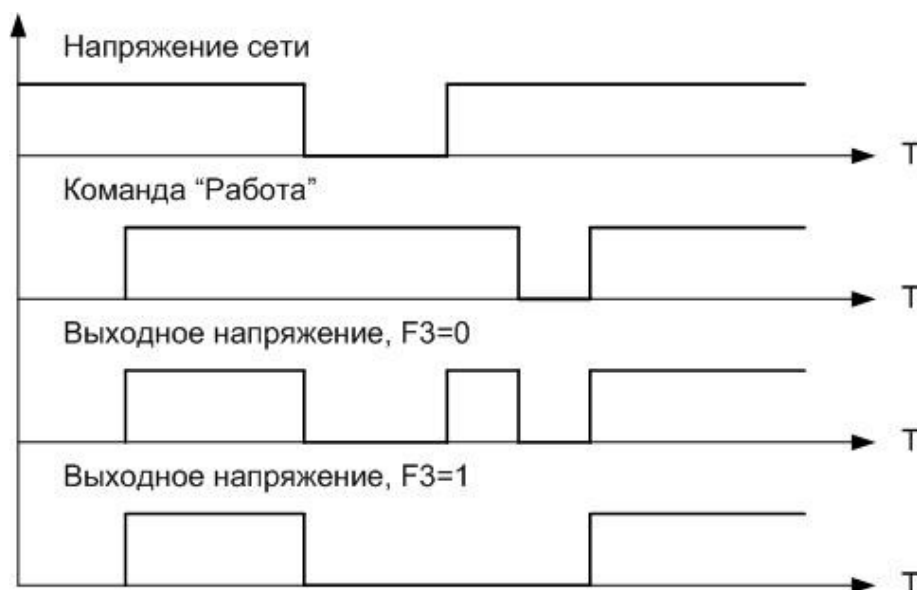 Напряжение сети
T
Команда “Работа”
T
Выходное напряжение, F3=0
T
Выходное напряжение, F3=1
T